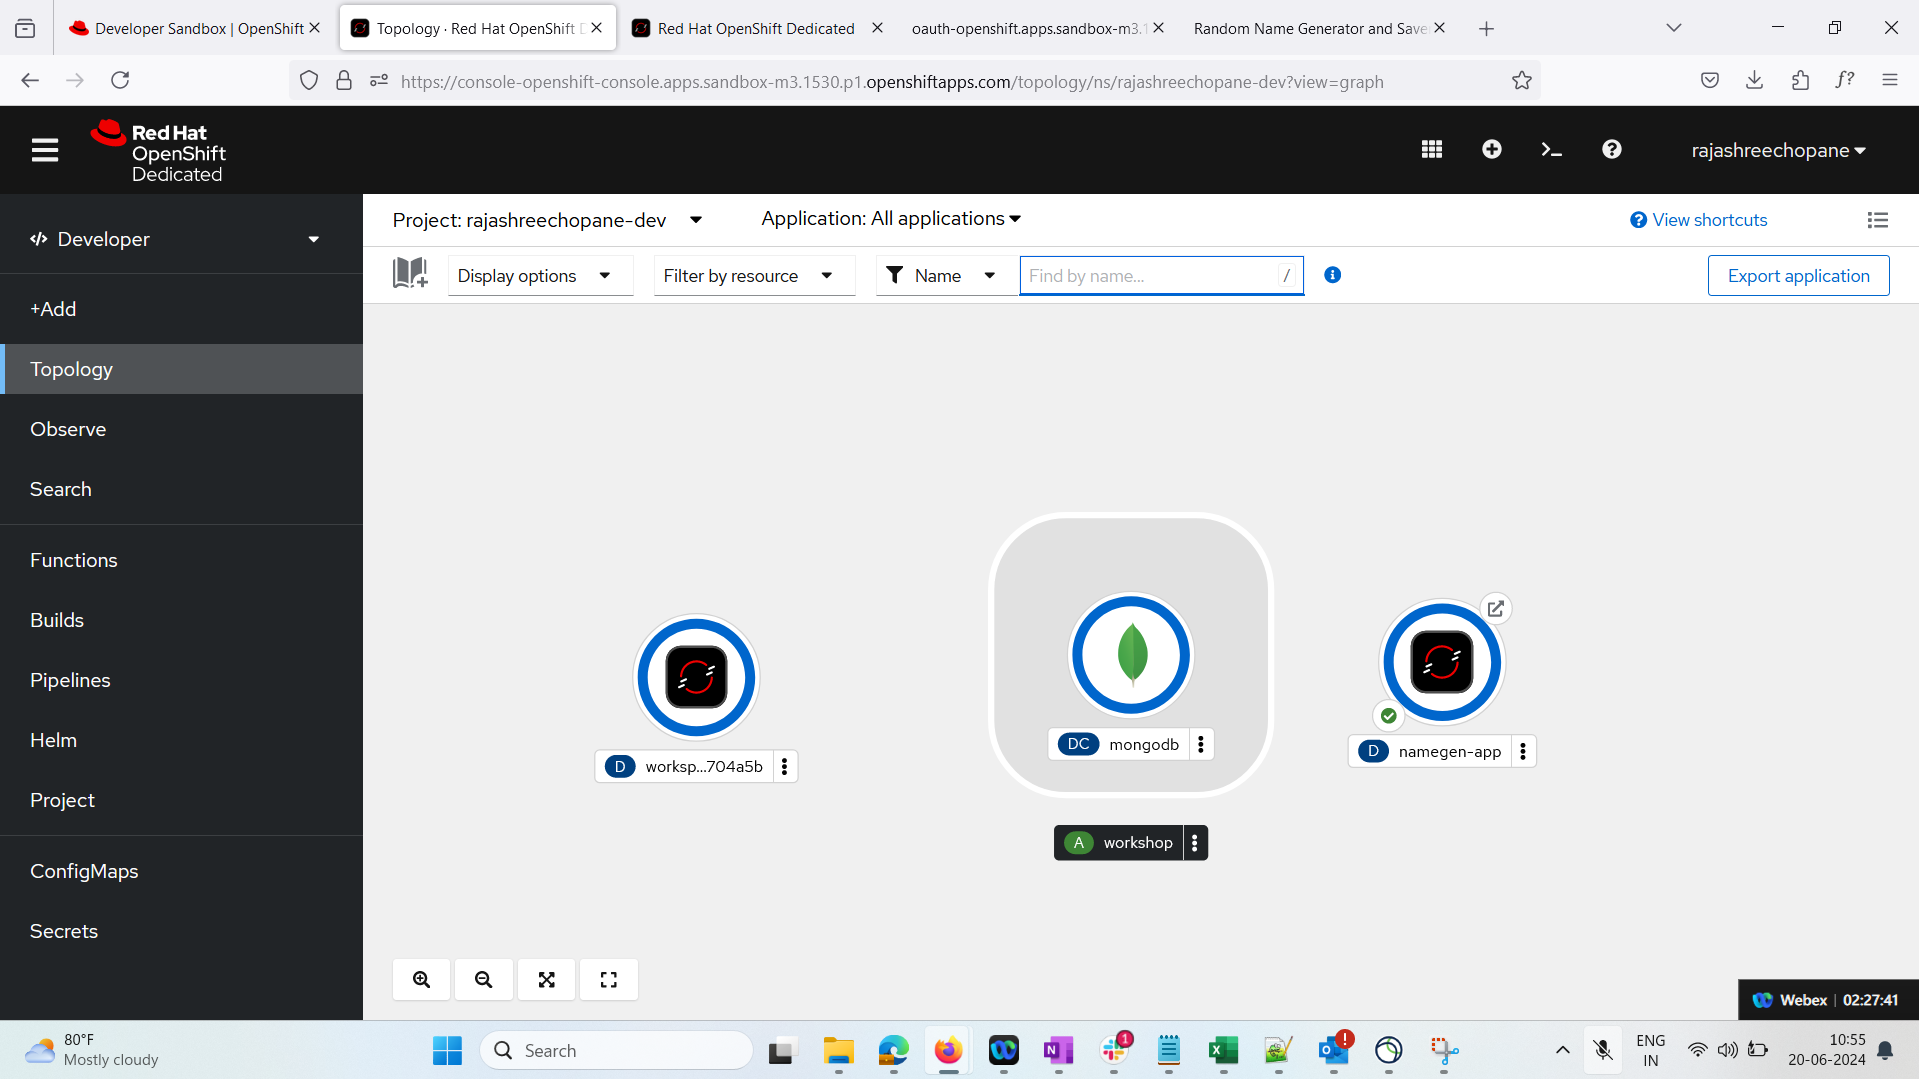 Developer Sandbox | OpenShift
Topology · Red Hat OpenShift D
Red Hat OpenShift Dedicated
oauth-openshift.apps.sandbox-m3.1
Random Name Generator and Save
https://console-openshift-console.apps.sandbox-m3.1530.p1.openshiftapps.com/topology/ns/rajashreechopane-dev?view=graph
Red Hat
OpenShift
Dedicated
rajashreechopane
Developer
+Add
Topology
Observe
Search
Functions
Builds
Pipelines
Helm
Project
ConfigMaps
Secrets
Project: rajashreechopane-dev
Application: All applications
View shortcuts
Display options
Filter by resource
Name
Find by name...
/
Export application
D worksp...704a5b
DC mongodb
D namegen-app
A workshop
Webex | 02:27:41
80°F
Mostly cloudy
Search
1
ENG
IN
10:55
20-06-2024